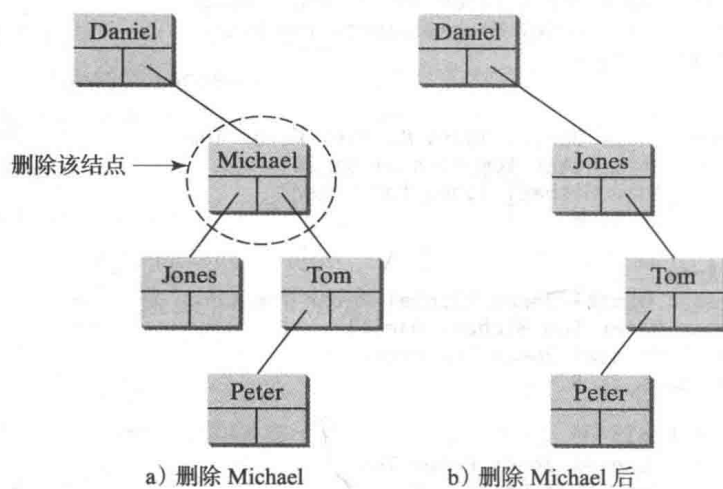 Daniel
Michael
删除该结点
Jones
Tom
Peter
a）删除 Michael
Daniel
Jones
Tom
Peter
b）删除 Michael 后